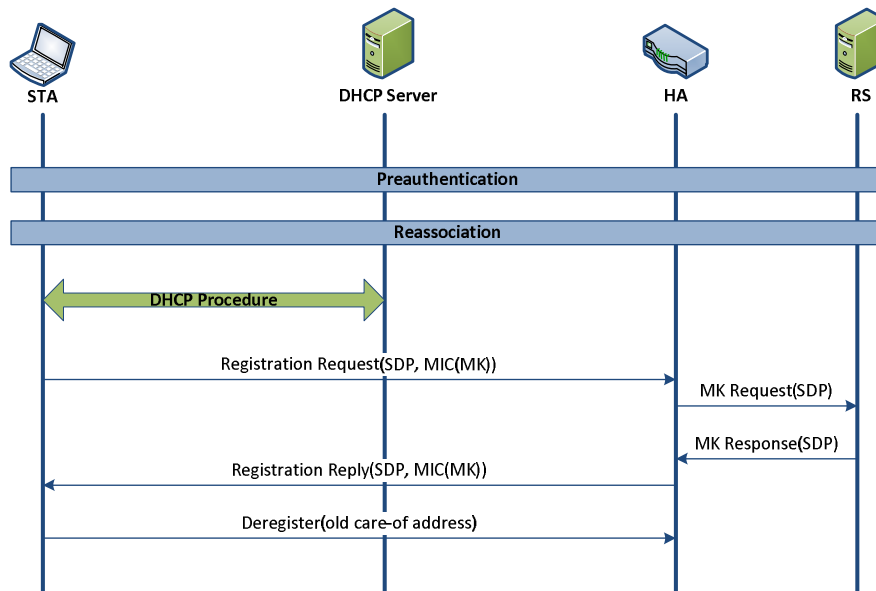 STA
DHCP Server
HA
RS
Preauthentication
Reassociation
DHCP Procedure
Registration Request(SDP, MIC(MK))
MK Request(SDP)
MK Response(SDP)
Registration Reply(SDP, MIC(MK))
Deregister(old care-of address)